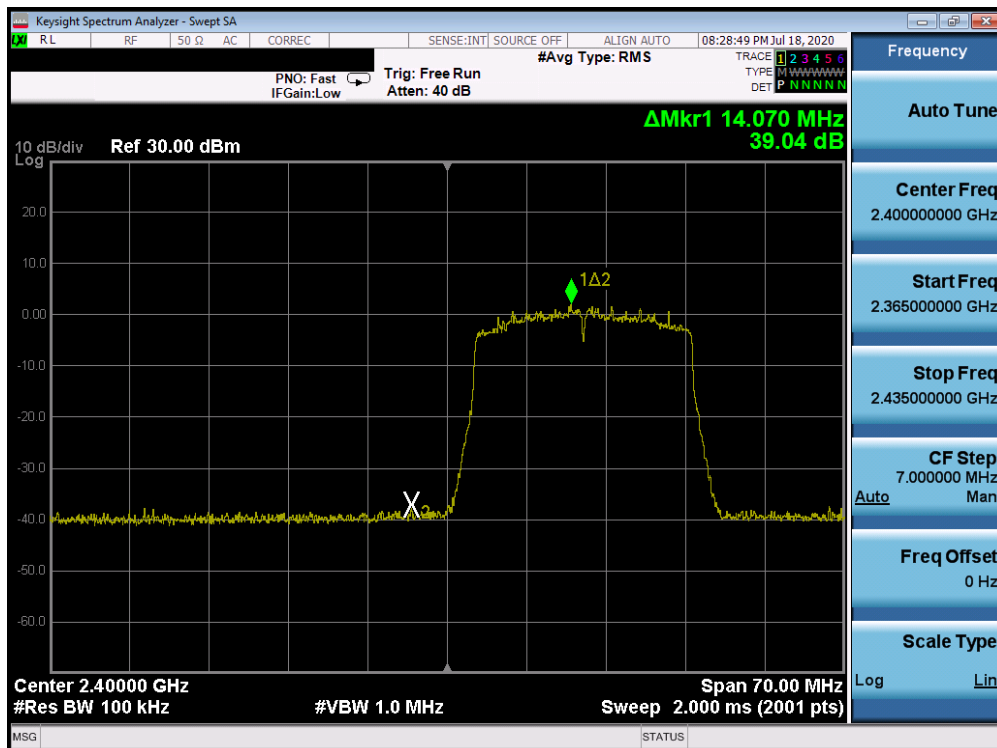 Keysight Spectrum Analyzer - Swept SA
LXI RL RF 50 Ω AC CORREC SENSE:INT SOURCE OFF ALIGN AUTO 08:28:49 PM Jul 18, 2020
#Avg Type: RMS
TRACE 1 2 3 4 5 6
PNO: Fast Trig: Free Run
TYPE M WWWWW
IFGain:Low Atten: 40 dB
DET P N N N N N
ΔMkr1 14.070 MHz
39.04 dB
10 dB/div Ref 30.00 dBm
Log
20.0
10.0
1Δ2
0.00
-10.0
-20.0
-30.0
X2
-40.0
-50.0
-60.0
Center 2.40000 GHz Span 70.00 MHz
#Res BW 100 kHz #VBW 1.0 MHz Sweep 2.000 ms (2001 pts)
MSG STATUS
Frequency
Auto Tune
Center Freq
2.400000000 GHz
Start Freq
2.365000000 GHz
Stop Freq
2.435000000 GHz
CF Step
7.000000 MHz
Auto Man
Freq Offset
0 Hz
Scale Type
Log Lin